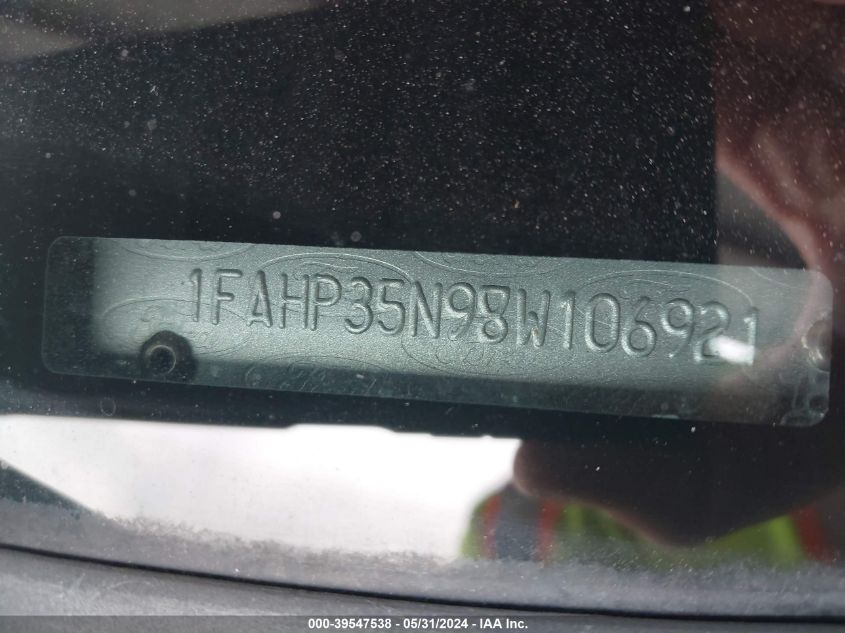 1FAHP35N98W106921
000-39547538 - 05/31/2024 - IAA Inc.